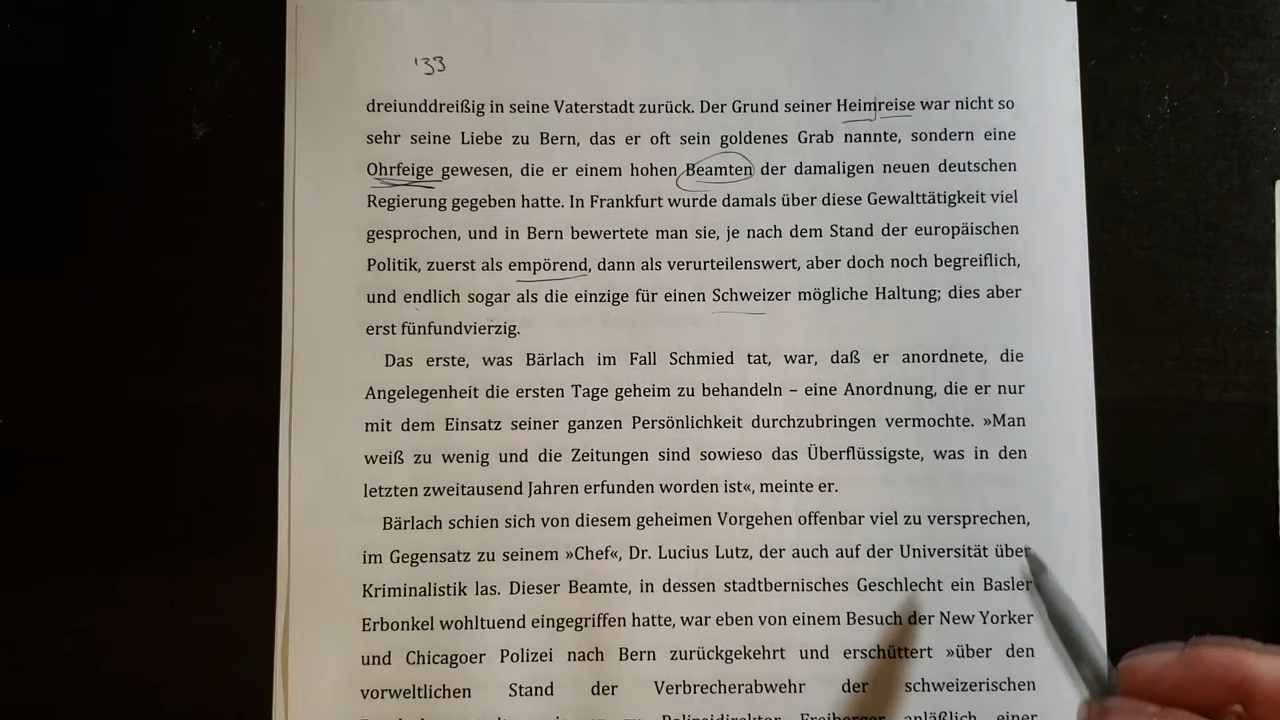 '33
dreiunddreißig in seine Vaterstadt zurück. Der Grund seiner Heimreise war nicht so
sehr seine Liebe zu Bern, das er oft sein goldenes Grab nannte, sondern eine
Ohrfeige gewesen, die er einem hohen Beamten der damaligen neuen deutschen
Regierung gegeben hatte. In Frankfurt wurde damals über diese Gewalttätigkeit viel
gesprochen, und in Bern bewertete man sie, je nach dem Stand der europäischen
Politik, zuerst als empörend, dann als verurteilenswert, aber doch noch begreiflich,
und endlich sogar als die einzige für einen Schweizer mögliche Haltung; dies aber
erst fünfundvierzig.
Das erste, was Bärlach im Fall Schmied tat, war, daß er anordnete, die
Angelegenheit die ersten Tage geheim zu behandeln – eine Anordnung, die er nur
mit dem Einsatz seiner ganzen Persönlichkeit durchzubringen vermochte. »Man
weiß zu wenig und die Zeitungen sind sowieso das Überflüssigste, was in den
letzten zweitausend Jahren erfunden worden ist«, meinte er.
Bärlach schien sich von diesem geheimen Vorgehen offenbar viel zu versprechen,
im Gegensatz zu seinem »Chef«, Dr. Lucius Lutz, der auch auf der Universität über
Kriminalistik las. Dieser Beamte, in dessen stadtbernisches Geschlecht ein Basler
Erbonkel wohltuend eingegriffen hatte, war eben von einem Besuch der New Yorker
und Chicagoer Polizei nach Bern zurückgekehrt und erschüttert »über den
vorweltlichen Stand der Verbrecherabwehr der schweizerischen
Polizeidirektor Freiberger anläßlich einer